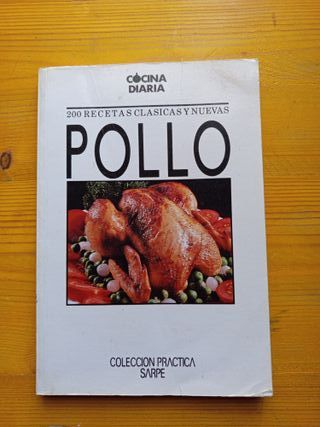 COCINA
DIARIA
200 RECETAS CLASICAS Y NUEVAS
POLLO
COLECCION PRACTICA
SARPE